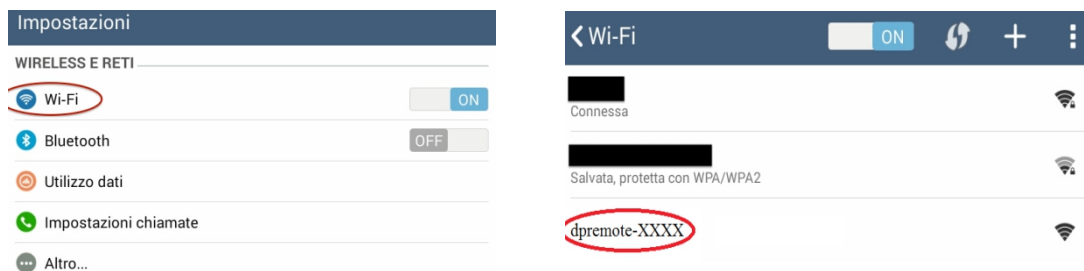 Impostazioni
WIRELESS E RETI
Wi-Fi
ON
Bluetooth
OFF
Utilizzo dati
Impostazioni chiamate
Altro...
Wi-Fi
ON
Connessa
Salvata, protetta con WPA/WPA2
dpremote-XXXX